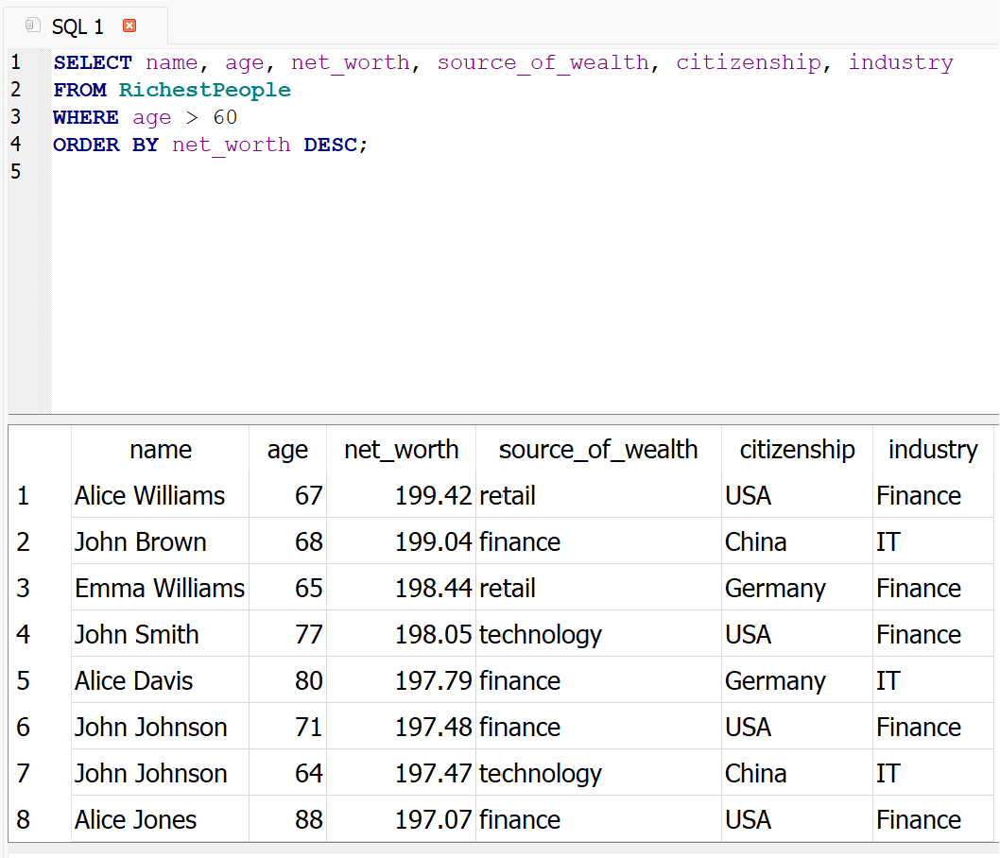 SQL 1
1 SELECT name, age, net_worth, source_of_wealth, citizenship, industry
2 FROM RichestPeople
3 WHERE age > 60
4 ORDER BY net_worth DESC;
5
name age net_worth source_of_wealth citizenship industry
1 Alice Williams 67 199.42 retail USA Finance
2 John Brown 68 199.04 finance China IT
3 Emma Williams 65 198.44 retail Germany Finance
4 John Smith 77 198.05 technology USA Finance
5 Alice Davis 80 197.79 finance Germany IT
6 John Johnson 71 197.48 finance USA Finance
7 John Johnson 64 197.47 technology China IT
8 Alice Jones 88 197.07 finance USA Finance